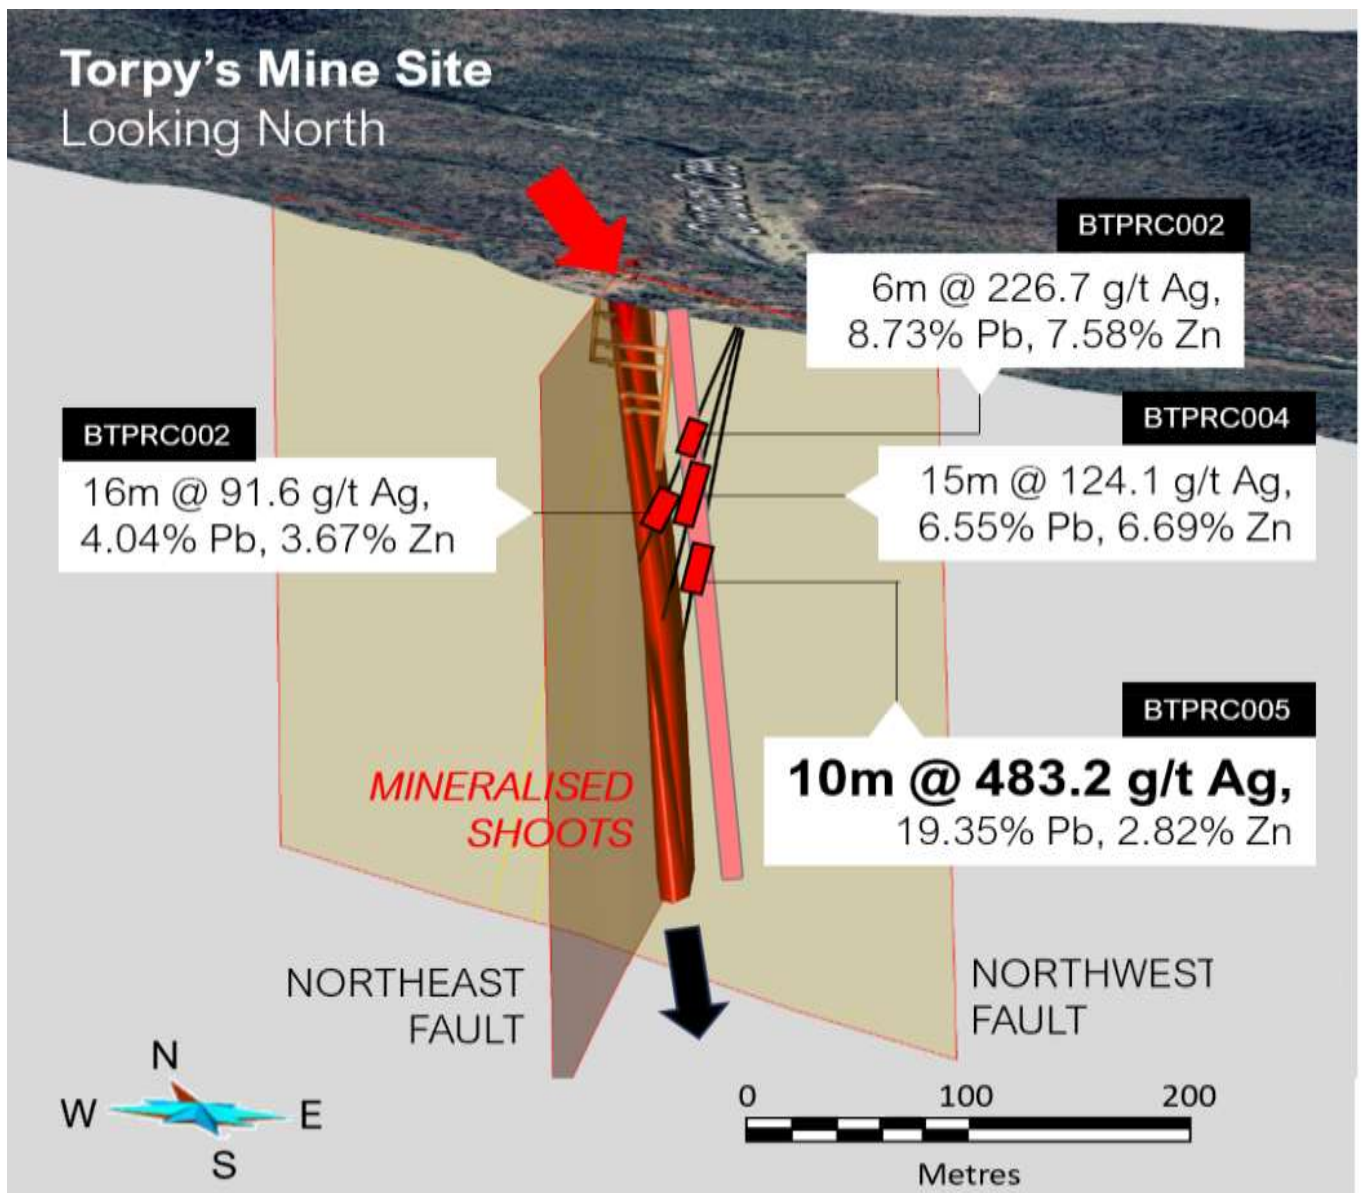 Torpy's Mine Site
Looking North
BTPRC002
6m @ 226.7 g/t Ag,
8.73% Pb, 7.58% Zn
BTPRC002
16m @ 91.6 g/t Ag,
4.04% Pb, 3.67% Zn
BTPRC004
15m @ 124.1 g/t Ag,
6.55% Pb, 6.69% Zn
BTPRC005
10m @ 483.2 g/t Ag,
19.35% Pb, 2.82% Zn
MINERALISED
SHOOTS
NORTHEAST
FAULT
NORTHWEST
FAULT
N
W E
S
0 100 200
Metres